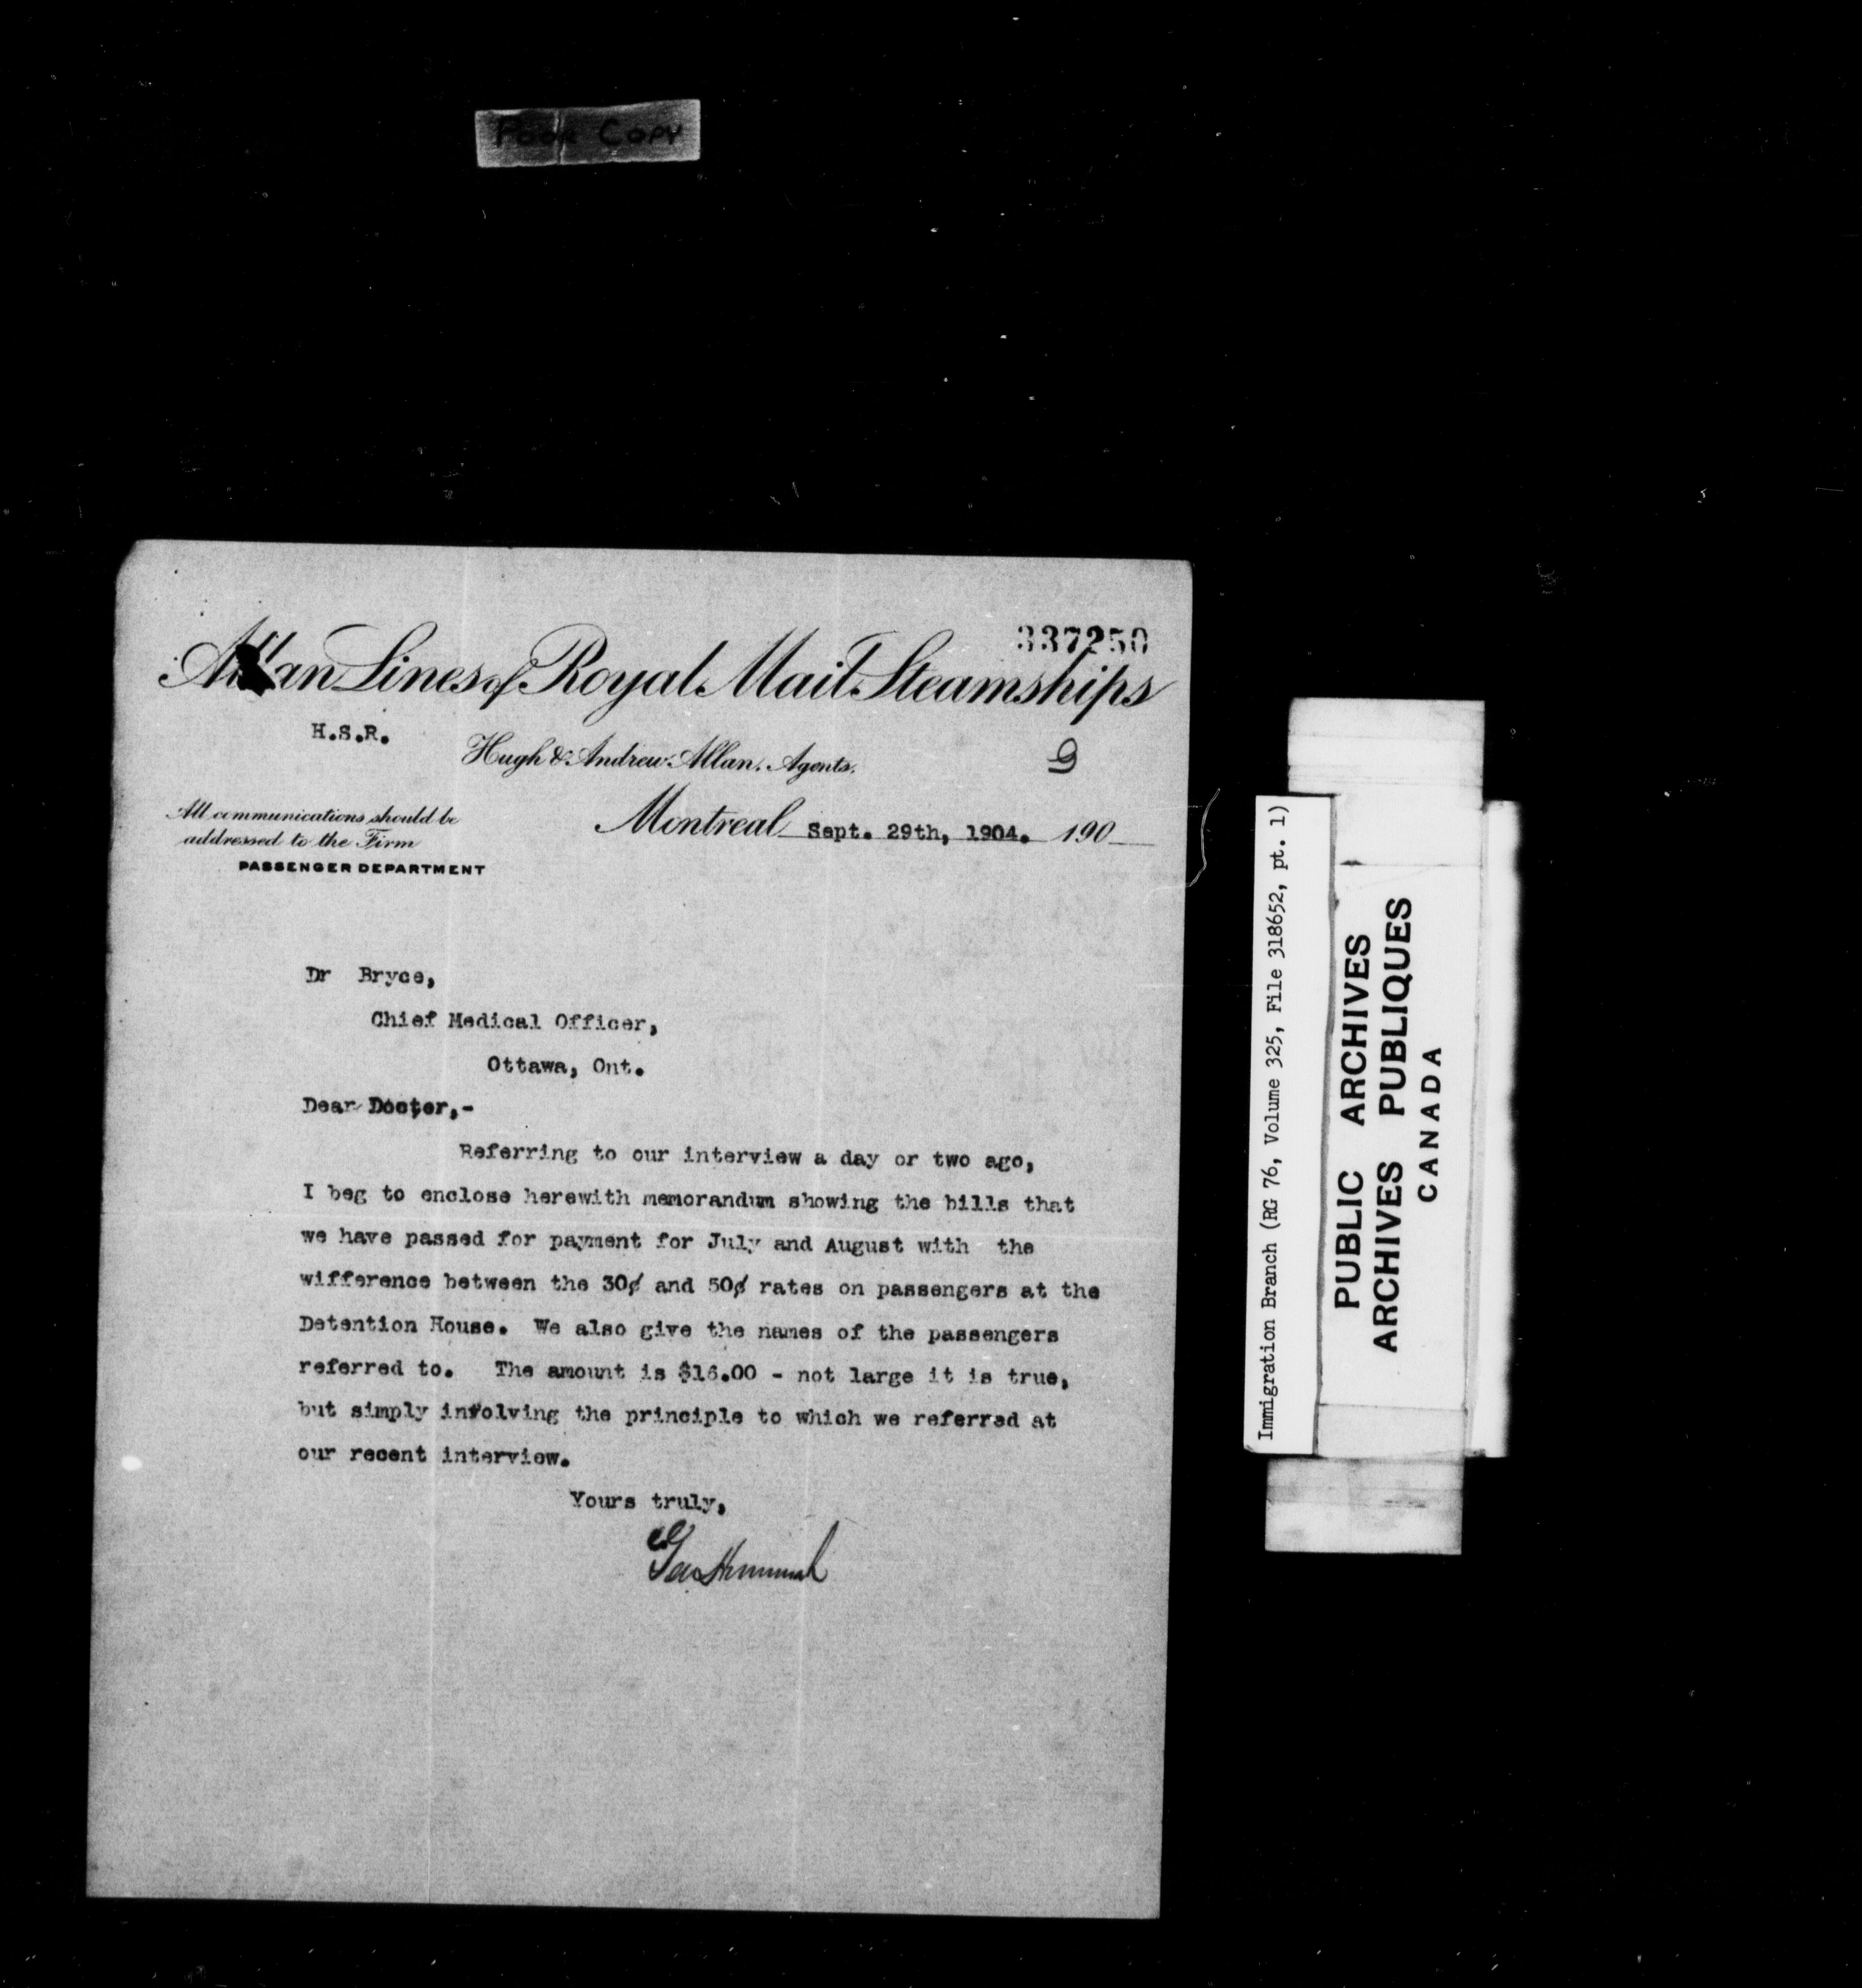 POOR COPY
337250
Allan Lines of Royal Mail Steamships
H.S.R.
Hugh & Andrew Allan, Agents.
9
All communications should be
addressed to the Firm
PASSENGER DEPARTMENT
Montreal Sept. 29th, 1904. 190
Dr Bryce,
Chief Medical Officer,
Ottawa, Ont.
Dear Doctor,-
Referring to our interview a day or two ago,
I beg to enclose herewith memorandum showing the bills that
we have passed for payment for July and August with the
wifference between the 30¢ and 50¢ rates on passengers at the
Detention House. We also give the names of the passengers
referred to. The amount is $16.00 - not large it is true,
but simply involving the principle to which we referred at
our recent interview.
Yours truly,
Immigration Branch (RG 76, Volume 325, File 318652, pt. 1)
PUBLIC ARCHIVES
ARCHIVES PUBLIQUES
CANADA